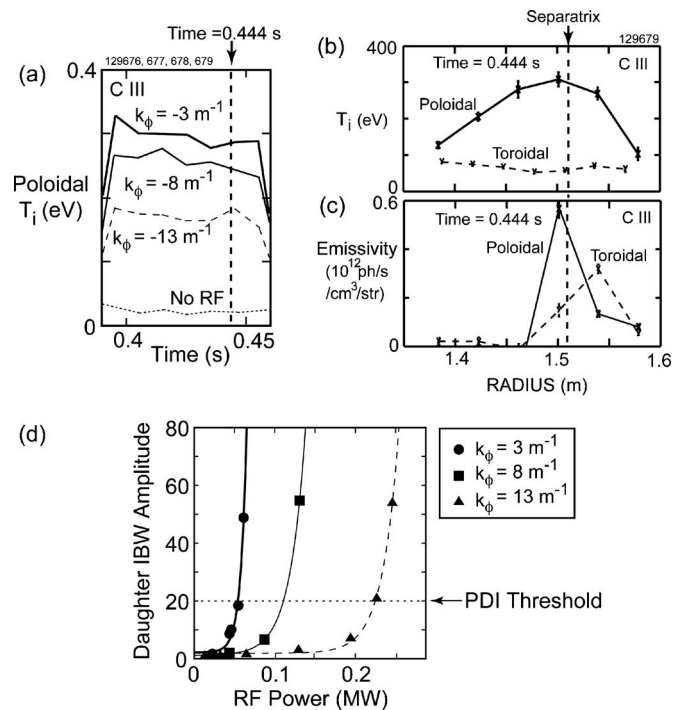 Time =0.444 s
(a)
129676, 677, 678, 679
0.4
C III
kϕ = -3 m⁻¹
kϕ = -8 m⁻¹
kϕ = -13 m⁻¹
No RF
Poloidal
Tᵢ (eV)
0
0.4
0.45
Time (s)
Separatrix
(b)
129679
400
Time = 0.444 s
C III
Tᵢ
(eV)
200
Poloidal
Toroidal
0
(c)
0.6
Time = 0.444 s
C III
Emissivity
(10¹²ph/s
/cm³/str)
Poloidal
Toroidal
0
1.4
1.5
1.6
RADIUS (m)
(d)
Daughter IBW Amplitude
80
60
40
20
0
kϕ = 3 m⁻¹
kϕ = 8 m⁻¹
kϕ = 13 m⁻¹
PDI Threshold
0
0.1
0.2
RF Power (MW)